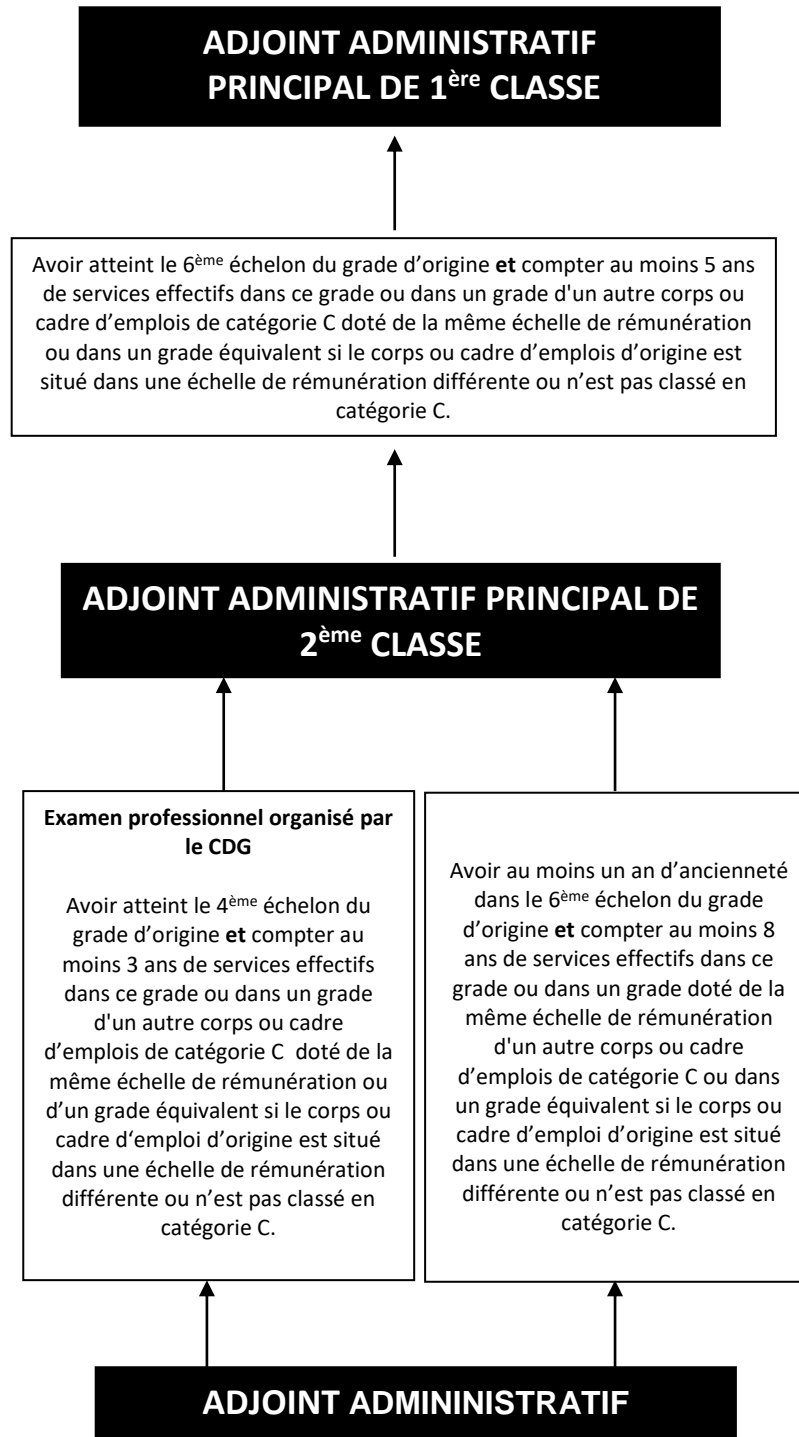 ADJOINT ADMINISTRATIF
PRINCIPAL DE 1ère CLASSE
Avoir atteint le 6ème échelon du grade d’origine et compter au moins 5 ans
de services effectifs dans ce grade ou dans un grade d'un autre corps ou
cadre d’emplois de catégorie C doté de la même échelle de rémunération
ou dans un grade équivalent si le corps ou cadre d’emplois d’origine est
situé dans une échelle de rémunération différente ou n’est pas classé en
catégorie C.
ADJOINT ADMINISTRATIF PRINCIPAL DE
2ème CLASSE
Examen professionnel organisé par
le CDG
Avoir atteint le 4ème échelon du
grade d’origine et compter au
moins 3 ans de services effectifs
dans ce grade ou dans un grade
d'un autre corps ou cadre
d’emplois de catégorie C doté de la
même échelle de rémunération ou
d’un grade équivalent si le corps ou
cadre d‘emploi d’origine est situé
dans une échelle de rémunération
différente ou n’est pas classé en
catégorie C.
Avoir au moins un an d’ancienneté
dans le 6ème échelon du grade
d’origine et compter au moins 8
ans de services effectifs dans ce
grade ou dans un grade doté de la
même échelle de rémunération
d'un autre corps ou cadre
d’emplois de catégorie C ou dans
un grade équivalent si le corps ou
cadre d’emploi d’origine est situé
dans une échelle de rémunération
différente ou n’est pas classé en
catégorie C.
ADJOINT ADMININISTRATIF